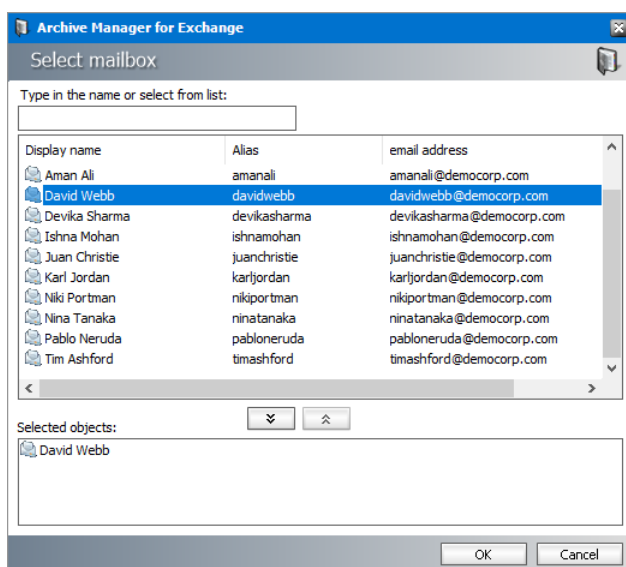 Archive Manager for Exchange
Select mailbox
Type in the name or select from list:
Display name Alias email address
Aman Ali amanali amanali@democorp.com
David Webb davidwebb davidwebb@democorp.com
Devika Sharma devikasharma devikasharma@democorp.com
Ishna Mohan ishnamohan ishnamohan@democorp.com
Juan Christie juanchristie juanchristie@democorp.com
Karl Jordan karljordan karljordan@democorp.com
Niki Portman nikiportman nikiportman@democorp.com
Nina Tanaka ninatanaka ninatanaka@democorp.com
Pablo Neruda pabloneruda pabloneruda@democorp.com
Tim Ashford timashford timashford@democorp.com
Selected objects:
David Webb
OK Cancel